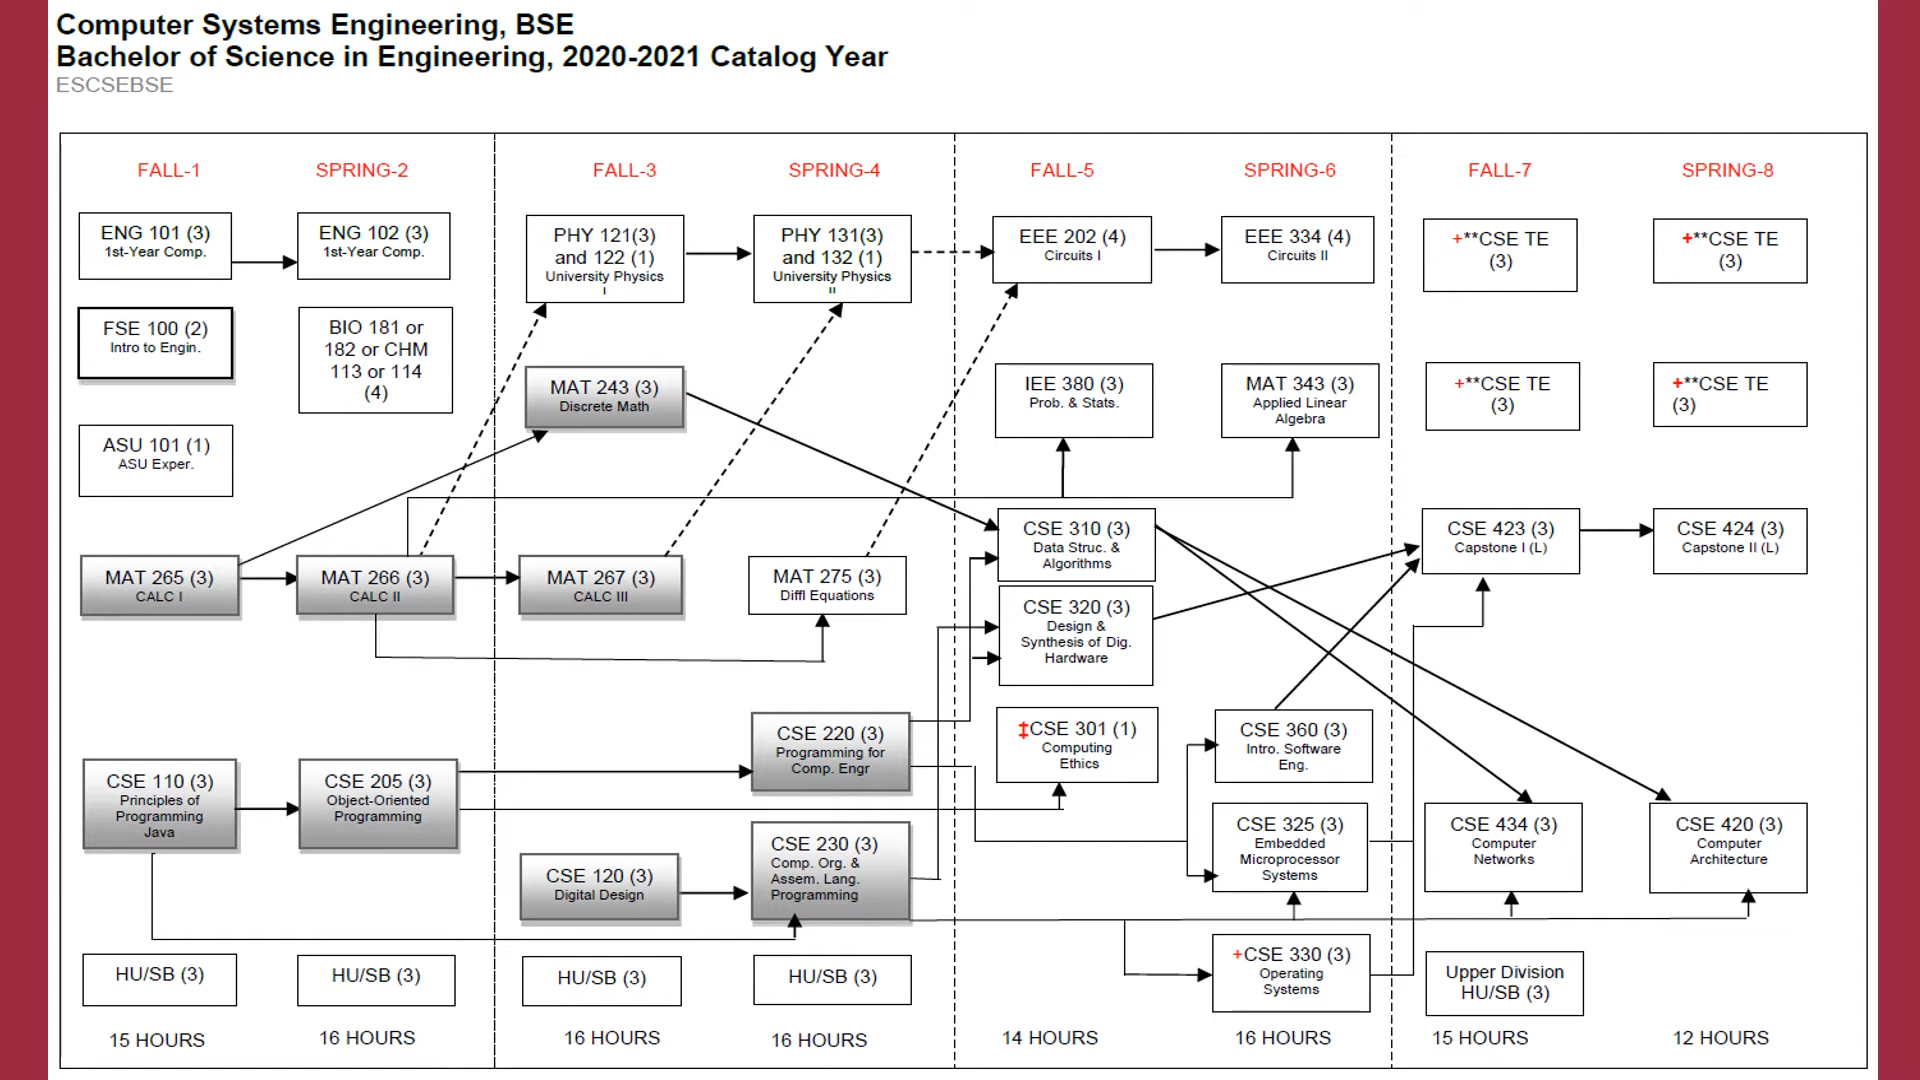 Computer Systems Engineering, BSE
Bachelor of Science in Engineering, 2020-2021 Catalog Year
ESCSEBSE
FALL-1
SPRING-2
FALL-3
SPRING-4
FALL-5
SPRING-6
FALL-7
SPRING-8
ENG 101 (3)
1st-Year Comp.
ENG 102 (3)
1st-Year Comp.
PHY 121(3)
and 122 (1)
University Physics
I
PHY 131(3)
and 132 (1)
University Physics
II
EEE 202 (4)
Circuits I
EEE 334 (4)
Circuits II
+**CSE TE
(3)
+**CSE TE
(3)
FSE 100 (2)
Intro to Engin.
BIO 181 or
182 or CHM
113 or 114
(4)
MAT 243 (3)
Discrete Math
IEE 380 (3)
Prob. & Stats.
MAT 343 (3)
Applied Linear
Algebra
+**CSE TE
(3)
+**CSE TE
(3)
ASU 101 (1)
ASU Exper.
MAT 265 (3)
CALC I
MAT 266 (3)
CALC II
MAT 267 (3)
CALC III
MAT 275 (3)
Diffl Equations
CSE 310 (3)
Data Struc. &
Algorithms
CSE 423 (3)
Capstone I (L)
CSE 424 (3)
Capstone II (L)
CSE 320 (3)
Design &
Synthesis of Dig.
Hardware
CSE 110 (3)
Principles of
Programming
Java
CSE 205 (3)
Object-Oriented
Programming
CSE 220 (3)
Programming for
Comp. Engr
‡CSE 301 (1)
Computing
Ethics
CSE 360 (3)
Intro. Software
Eng.
CSE 120 (3)
Digital Design
CSE 230 (3)
Comp. Org. &
Assem. Lang.
Programming
CSE 325 (3)
Embedded
Microprocessor
Systems
CSE 434 (3)
Computer
Networks
CSE 420 (3)
Computer
Architecture
+CSE 330 (3)
Operating
Systems
HU/SB (3)
HU/SB (3)
HU/SB (3)
HU/SB (3)
Upper Division
HU/SB (3)
15 HOURS
16 HOURS
16 HOURS
16 HOURS
14 HOURS
16 HOURS
15 HOURS
12 HOURS